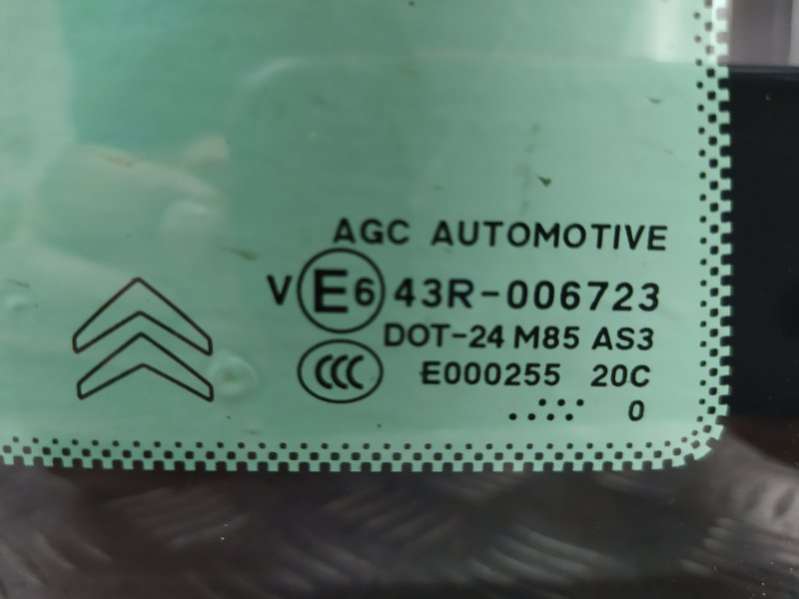 AGC AUTOMOTIVE
V E6 43R-006723
DOT-24 M85 AS3
CCC E000255 20C
0